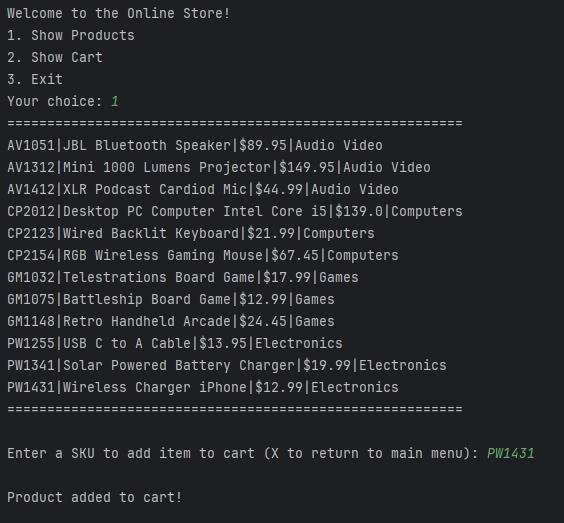 Welcome to the Online Store!
1. Show Products
2. Show Cart
3. Exit
Your choice: 1
=========================================================
AV1051|JBL Bluetooth Speaker|$89.95|Audio Video
AV1312|Mini 1000 Lumens Projector|$149.95|Audio Video
AV1412|XLR Podcast Cardiod Mic|$44.99|Audio Video
CP2012|Desktop PC Computer Intel Core i5|$139.0|Computers
CP2123|Wired Backlit Keyboard|$21.99|Computers
CP2154|RGB Wireless Gaming Mouse|$67.45|Computers
GM1032|Telestrations Board Game|$17.99|Games
GM1075|Battleship Board Game|$12.99|Games
GM1148|Retro Handheld Arcade|$24.45|Games
PW1255|USB C to A Cable|$13.95|Electronics
PW1341|Solar Powered Battery Charger|$19.99|Electronics
PW1431|Wireless Charger iPhone|$12.99|Electronics
=========================================================
Enter a SKU to add item to cart (X to return to main menu): PW1431
Product added to cart!